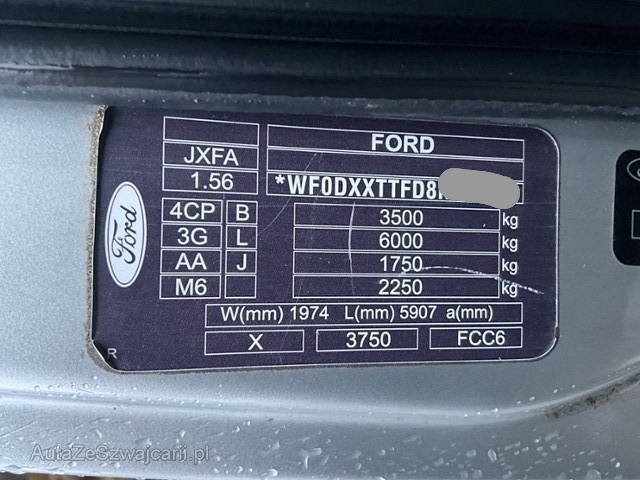 FORD
JXFA
1.56
*WF0DXXTTFD8
4CP B 3500 kg
3G L 6000 kg
AA J 1750 kg
M6 2250 kg
W(mm) 1974 L(mm) 5907 a(mm)
X 3750 FCC6
Ford
R
AutaZeSzwajcarii.pl